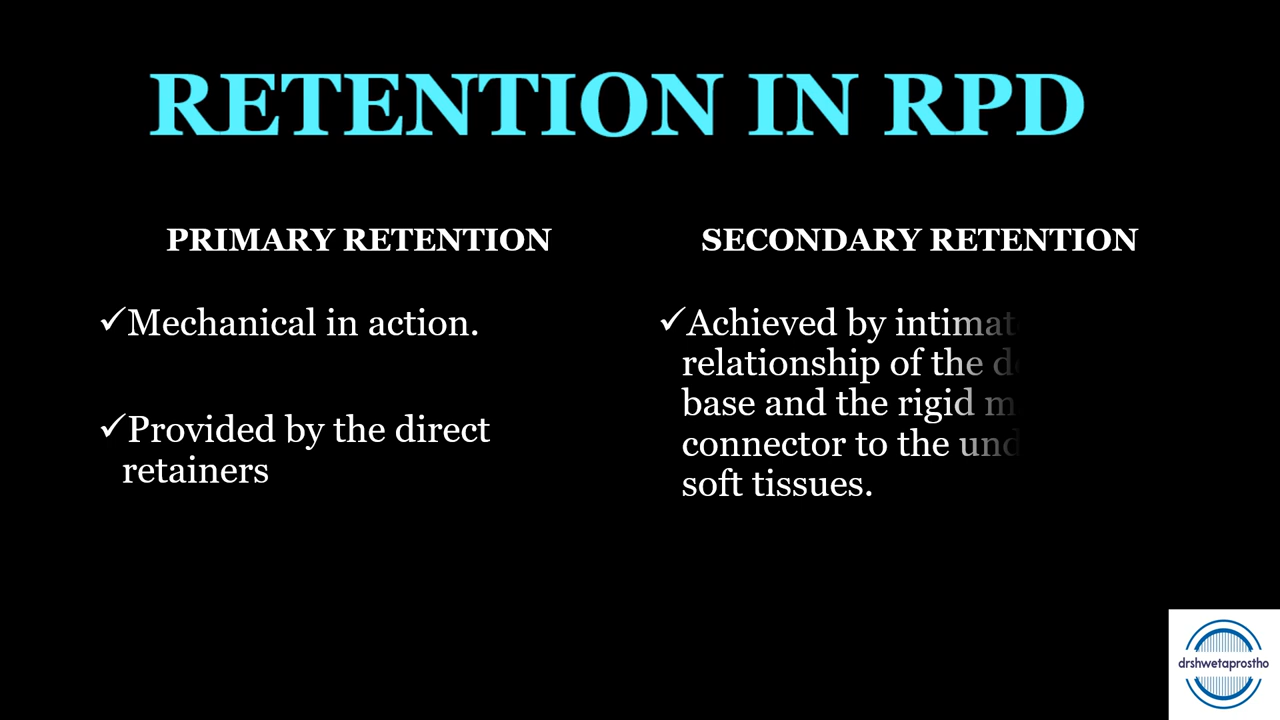 RETENTION IN RPD
PRIMARY RETENTION
✓Mechanical in action.
✓Provided by the direct
retainers
SECONDARY RETENTION
✓Achieved by intimat
relationship of the
base and the rigid
connector to the
soft tissues.
drshwetaprostho